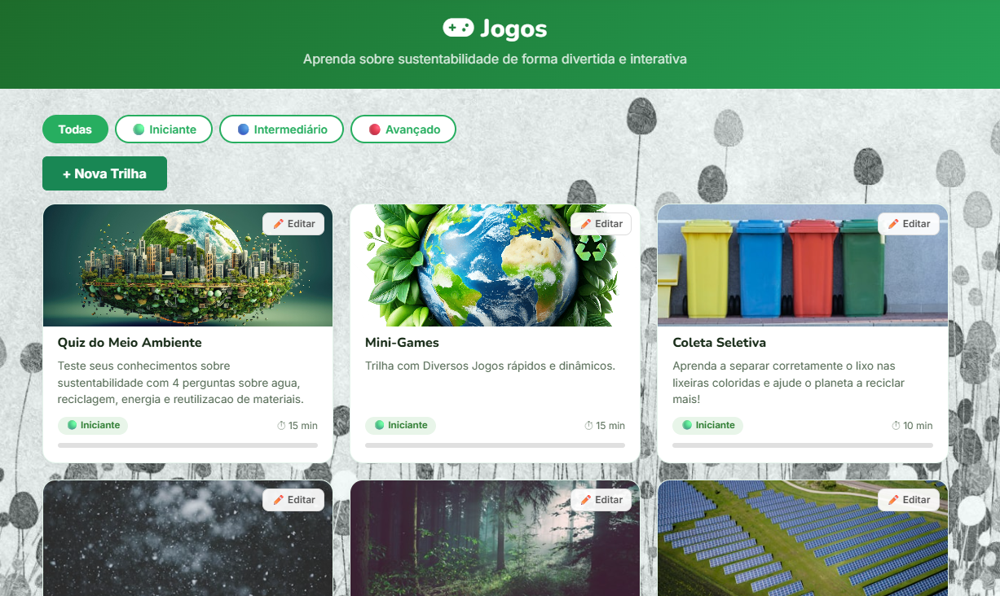 Jogos
Aprenda sobre sustentabilidade de forma divertida e interativa
Todas
Iniciante
Intermediário
Avançado
+ Nova Trilha
Editar
Editar
Editar
Quiz do Meio Ambiente
Teste seus conhecimentos sobre
sustentabilidade com 4 perguntas sobre agua,
reciclagem, energia e reutilizacao de materiais.
Iniciante
15 min
Mini-Games
Trilha com Diversos Jogos rápidos e dinâmicos.
Iniciante
15 min
Coleta Seletiva
Aprenda a separar corretamente o lixo nas
lixeiras coloridas e ajude o planeta a reciclar
mais!
Iniciante
10 min
Editar
Editar
Editar